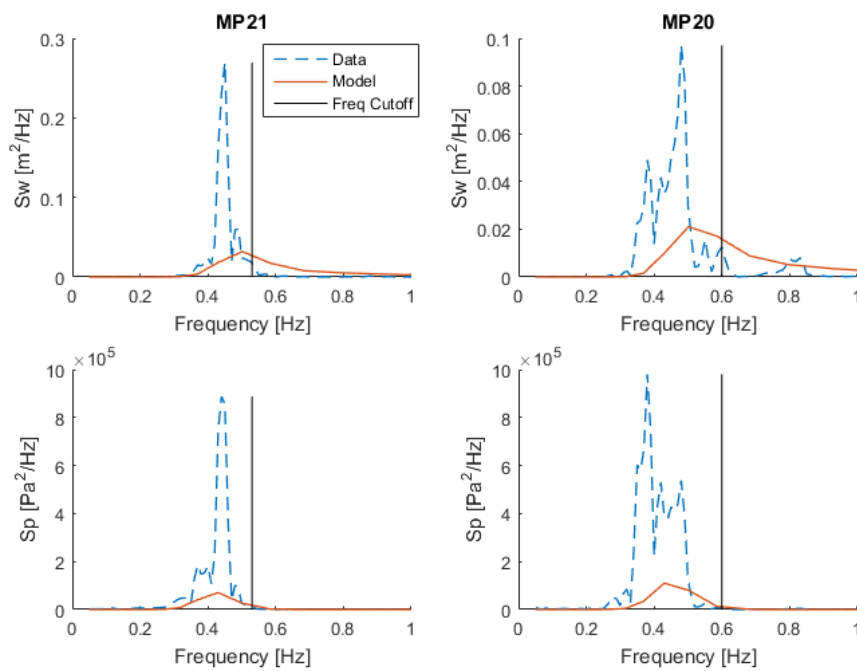 MP21
MP20
0.3
0.2
0.1
0
Sw [m²/Hz]
Data
Model
Freq Cutoff
0 0.2 0.4 0.6 0.8 1
Frequency [Hz]
0.1
0.08
0.06
0.04
0.02
0
Sw [m²/Hz]
0 0.2 0.4 0.6 0.8 1
Frequency [Hz]
×10⁵
10
8
6
4
2
0
Sp [Pa²/Hz]
0 0.2 0.4 0.6 0.8 1
Frequency [Hz]
×10⁵
10
8
6
4
2
0
Sp [Pa²/Hz]
0 0.2 0.4 0.6 0.8 1
Frequency [Hz]